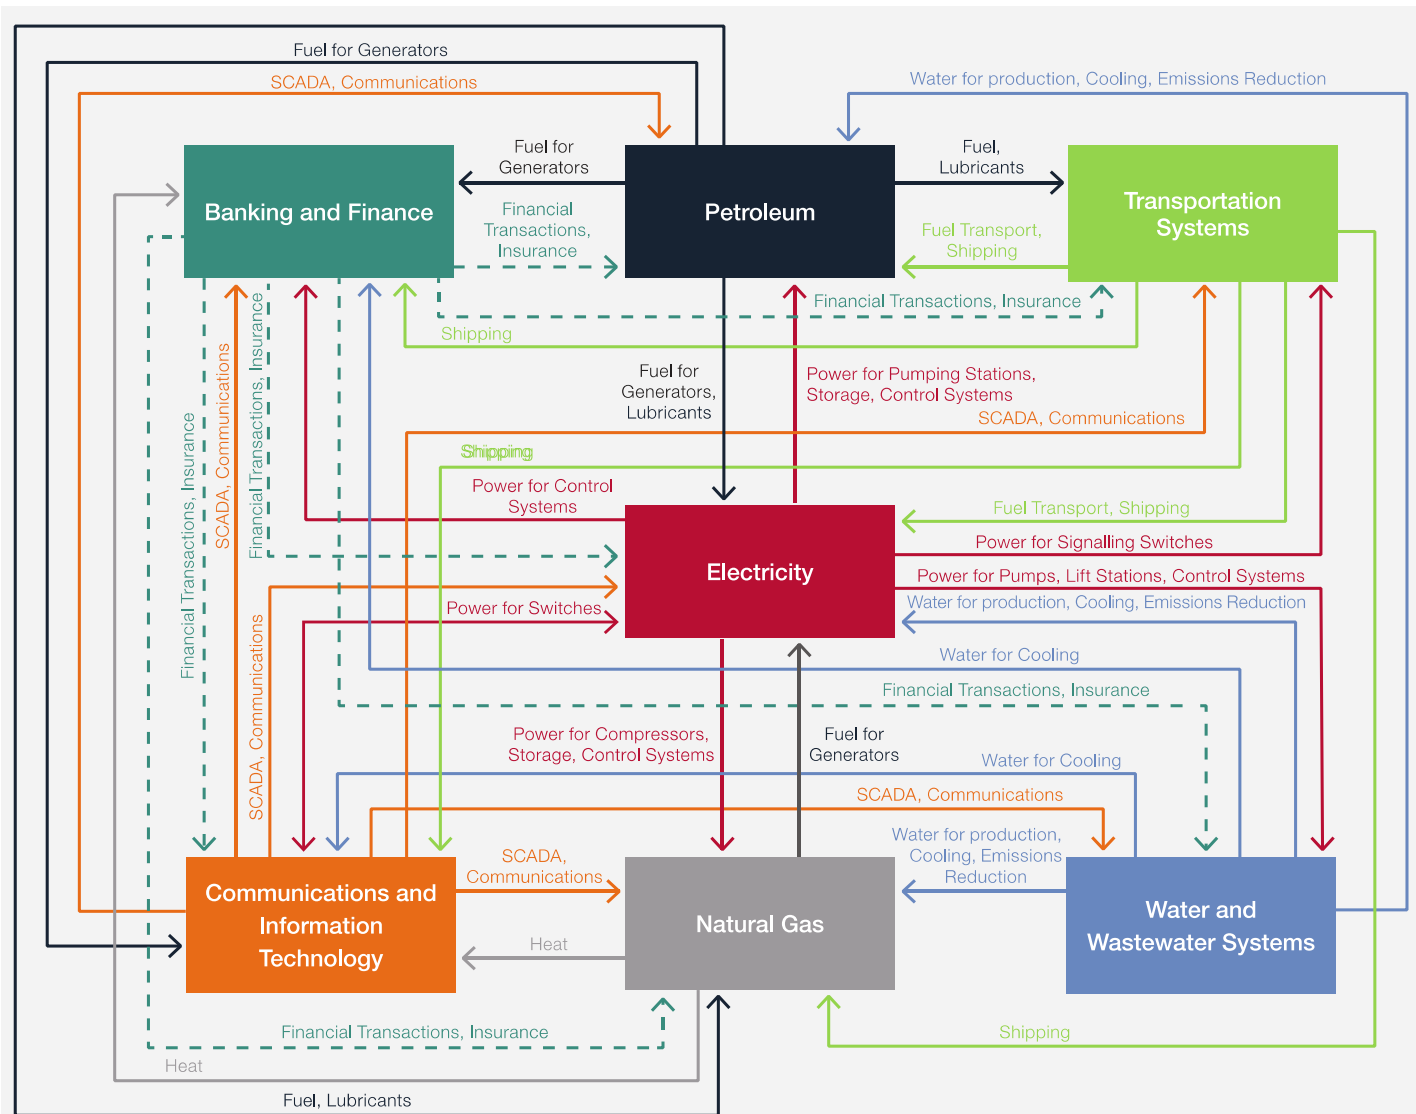 Fuel for Generators
SCADA, Communications
Water for production, Cooling, Emissions Reduction
Fuel for
Generators
Fuel,
Lubricants
Banking and Finance
Petroleum
Transportation
Systems
Financial
Transactions,
Insurance
Fuel Transport,
Shipping
Financial Transactions, Insurance
Shipping
Fuel for
Generators,
Lubricants
Power for Pumping Stations,
Storage, Control Systems
SCADA, Communications
Shipping
SCADA, Communications
Financial Transactions, Insurance
Financial Transactions, Insurance
Power for Control
Systems
Fuel Transport, Shipping
Power for Signalling Switches
Electricity
Power for Pumps, Lift Stations, Control Systems
Power for Switches
Water for production, Cooling, Emissions Reduction
SCADA, Communications
Water for Cooling
Financial Transactions, Insurance
Power for Compressors,
Storage, Control Systems
Fuel for
Generators
Water for Cooling
SCADA, Communications
Water for production,
Cooling, Emissions
Reduction
SCADA,
Communications
Communications and
Information
Technology
Natural Gas
Water and
Wastewater Systems
Heat
Financial Transactions, Insurance
Shipping
Heat
Fuel, Lubricants